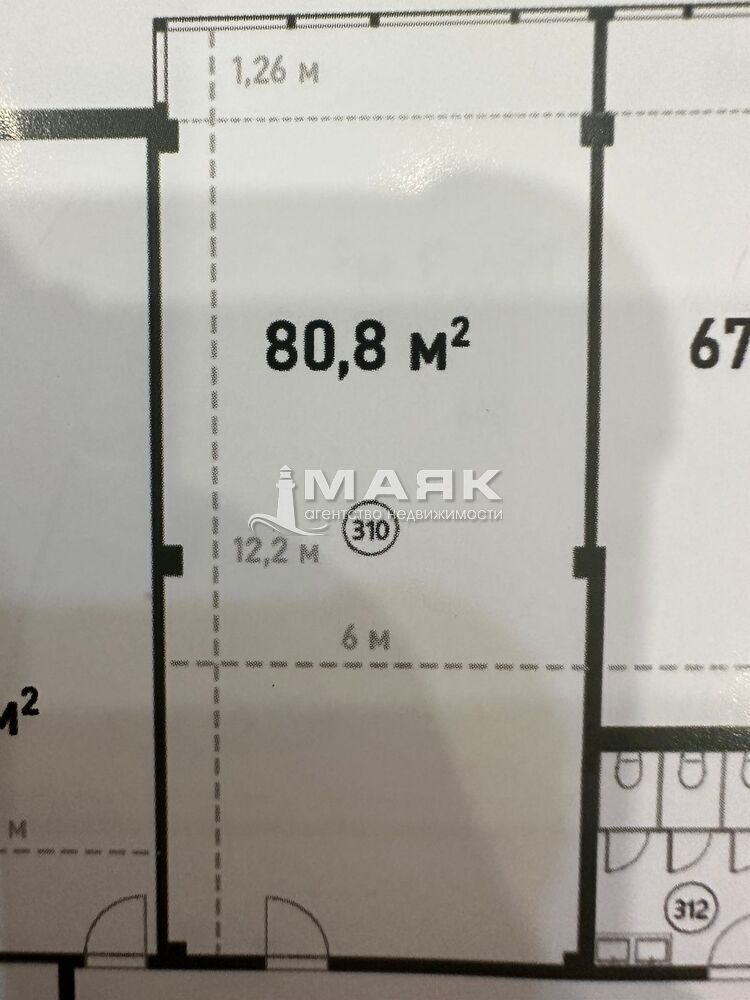 1,26 м
80,8 м²
67
МАЯК
агентство недвижимости
310
12,2 м
6 м
м²
м
312